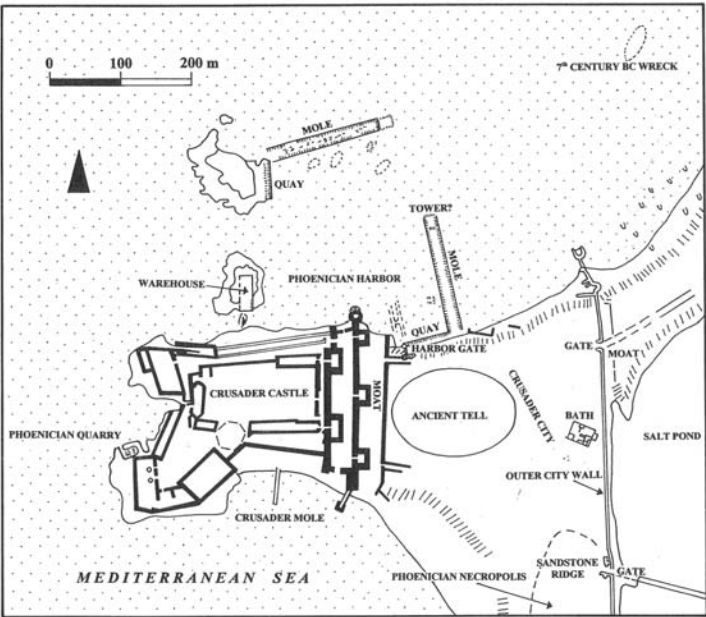 0 100 200 m
7th CENTURY BC WRECK
MOLE
QUAY
TOWER?
MOLE
WAREHOUSE
PHOENICIAN HARBOR
QUAY
HARBOR GATE
GATE
MOAT
CRUSADER CASTLE
MOAT
ANCIENT TELL
CRUSADER CITY
BATH
PHOENICIAN QUARRY
SALT POND
OUTER CITY WALL
CRUSADER MOLE
MEDITERRANEAN SEA
SANDSTONE
RIDGE
GATE
PHOENICIAN NECROPOLIS